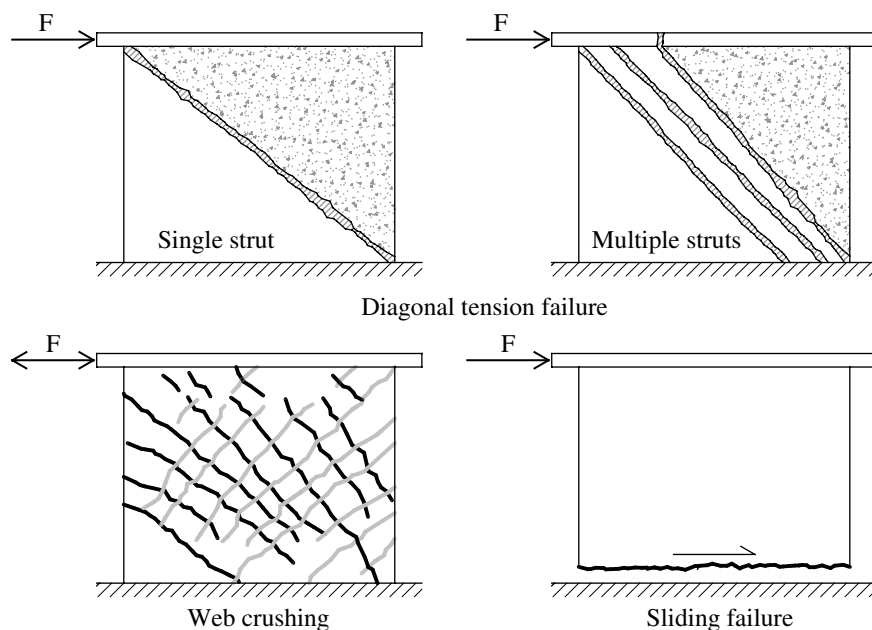 F
F
Single strut
Multiple struts
Diagonal tension failure
F
F
Web crushing
Sliding failure